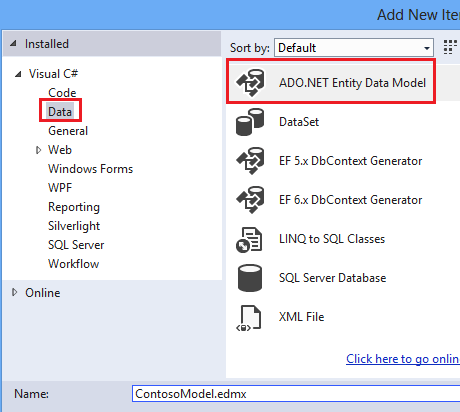 Add New Ite
Installed
Sort by: Default
Visual C#
Code
Data
General
Web
Windows Forms
WPF
Reporting
Silverlight
SQL Server
Workflow
Online
ADO.NET Entity Data Model
DataSet
EF 5.x DbContext Generator
EF 6.x DbContext Generator
LINQ to SQL Classes
SQL Server Database
XML File
Click here to go onlin
Name: ContosoModel.edmx